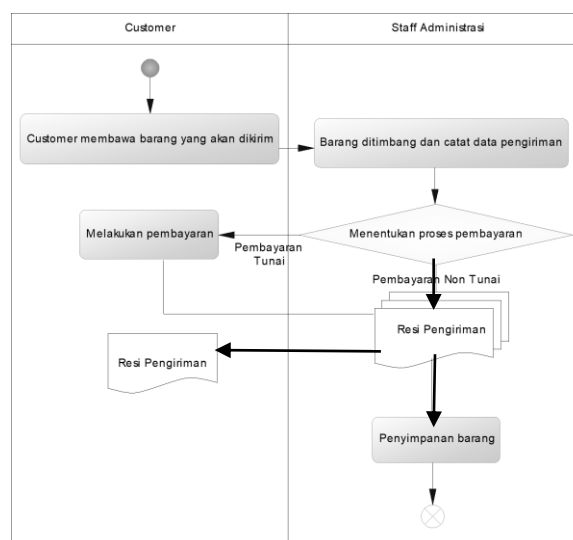 Customer
Staff Administrasi
Customer membawa barang yang akan dikirim
Barang ditimbang dan catat data pengiriman
Melakukan pembayaran
Menentukan proses pembayaran
Pembayaran
Tunai
Pembayaran Non Tunai
Resi Pengiriman
Resi Pengiriman
Penyimpanan barang